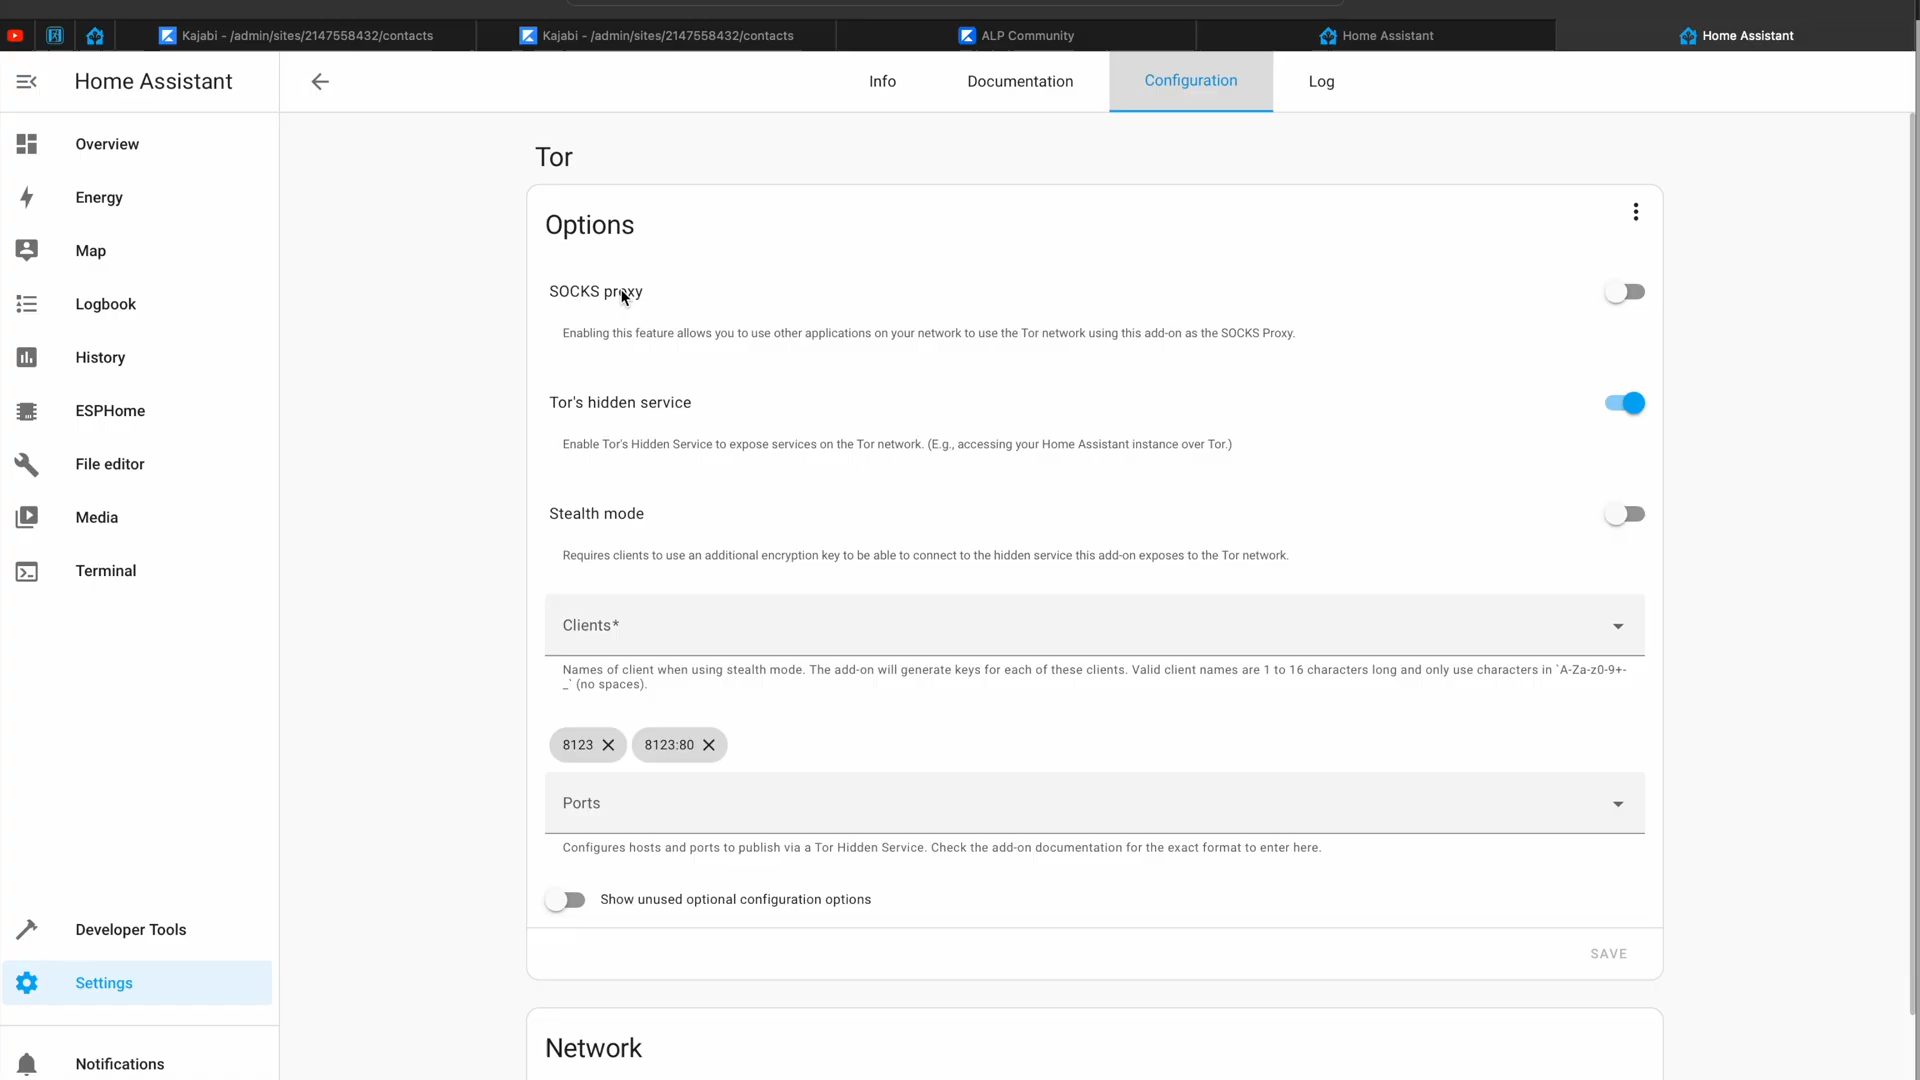 Kajabi - /admin/sites/2147558432/contacts
Kajabi - /admin/sites/2147558432/contacts
ALP Community
Home Assistant
Home Assistant
Home Assistant
Info
Documentation
Configuration
Log
Overview
Energy
Map
Logbook
History
ESPHome
File editor
Media
Terminal
Developer Tools
Settings
Notifications
Tor
Options
SOCKS proxy
Enabling this feature allows you to use other applications on your network to use the Tor network using this add-on as the SOCKS Proxy.
Tor's hidden service
Enable Tor's Hidden Service to expose services on the Tor network. (E.g., accessing your Home Assistant instance over Tor.)
Stealth mode
Requires clients to use an additional encryption key to be able to connect to the hidden service this add-on exposes to the Tor network.
Clients*
Names of client when using stealth mode. The add-on will generate keys for each of these clients. Valid client names are 1 to 16 characters long and only use characters in `A-Za-z0-9+-
_` (no spaces).
8123
8123:80
Ports
Configures hosts and ports to publish via a Tor Hidden Service. Check the add-on documentation for the exact format to enter here.
Show unused optional configuration options
SAVE
Network